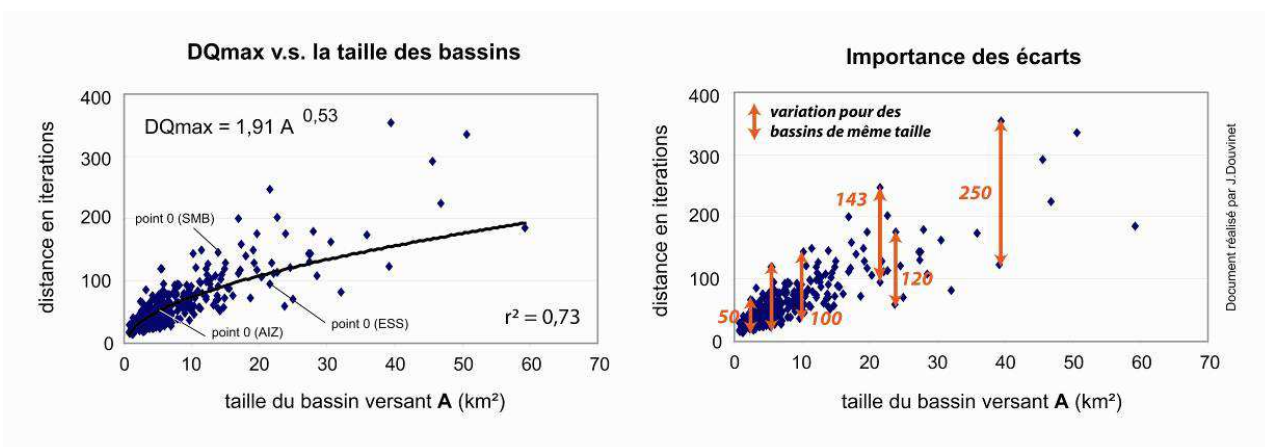 DQmax v.s. la taille des bassins
400
300
200
100
0
distance en iterations
DQmax = 1,91 A 0,53
point 0 (SMB)
point 0 (AIZ)
point 0 (ESS)
r² = 0,73
0 10 20 30 40 50 60 70
taille du bassin versant A (km²)
Importance des écarts
400
300
200
100
0
distance en iterations
variation pour des
bassins de même taille
50
100
143
120
250
0 10 20 30 40 50 60 70
taille du bassin versant A (km²)
Document réalisé par J.Douvinet